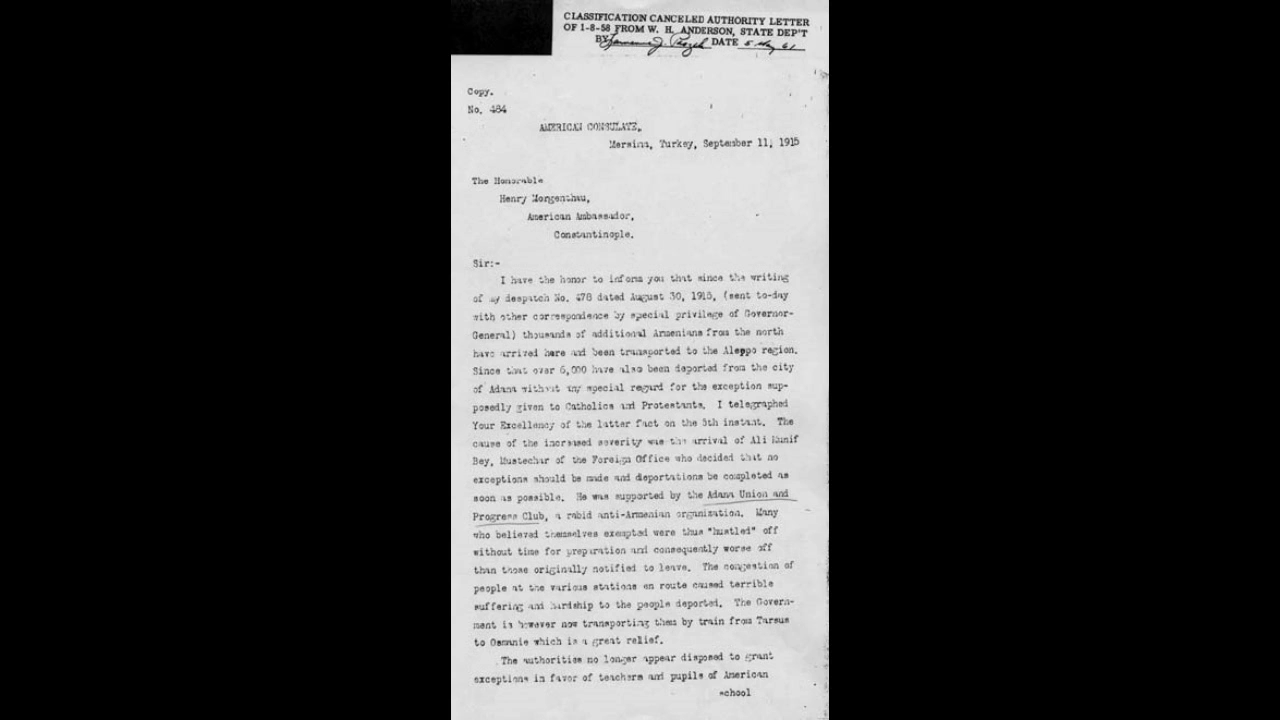 CLASSIFICATION CANCELED AUTHORITY LETTER
OF 1-8-58 FROM W. H. ANDERSON, STATE DEP'T
BY DATE 5 May 61
Copy.
No. 484
AMERICAN CONSULATE,
Mersina, Turkey, September 11, 1915
The Honorable
Henry Morgenthau,
American Ambassador,
Constantinople.
Sir:-
I have the honor to inform you that since the writing
of my despatch No. 478 dated August 30, 1915, (sent to-day
with other correspondence by special privilege of Governor-
General) thousands of additional Armenians from the north
have arrived here and been transported to the Aleppo region.
Since that over 6,000 have also been deported from the city
of Adana without any special regard for the exception sup-
posedly given to Catholics and Protestants. I telegraphed
Your Excellency of the latter fact on the 5th instant. The
cause of the increased severity was the arrival of Ali Munif
Bey, Mustechar of the Foreign Office who decided that no
exceptions should be made and deportations be completed as
soon as possible. He was supported by the Adana Union and
Progress Club, a rabid anti-Armenian organization. Many
who believed themselves exempted were thus "hustled" off
without time for preparation and consequently worse off
than those originally notified to leave. The congestion of
people at the various stations en route caused terrible
suffering and hardship to the people deported. The Govern-
ment is however now transporting them by train from Tarsus
to Osmanie which is a great relief.
The authorities no longer appear disposed to grant
exceptions in favor of teachers and pupils of American
school